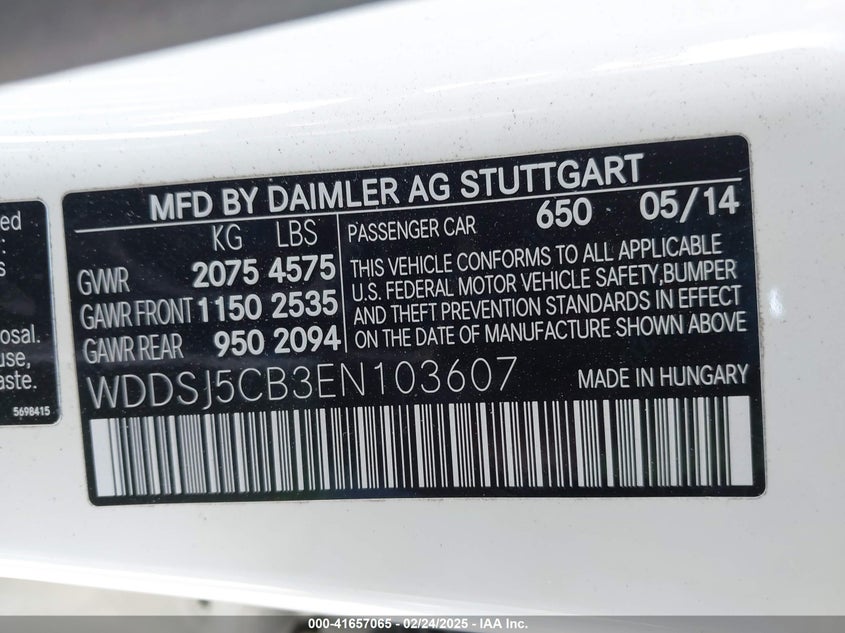 ed
:
s
osal.
use,
aste.
5698415
MFD BY DAIMLER AG STUTTGART
KG LBS
GVWR 2075 4575
GAWR FRONT 1150 2535
GAWR REAR 950 2094
PASSENGER CAR 650 05/14
THIS VEHICLE CONFORMS TO ALL APPLICABLE
U.S. FEDERAL MOTOR VEHICLE SAFETY,BUMPER
AND THEFT PREVENTION STANDARDS IN EFFECT
ON THE DATE OF MANUFACTURE SHOWN ABOVE
WDDSJ5CB3EN103607 MADE IN HUNGARY
000-41657065 - 02/24/2025 - IAA, Inc.